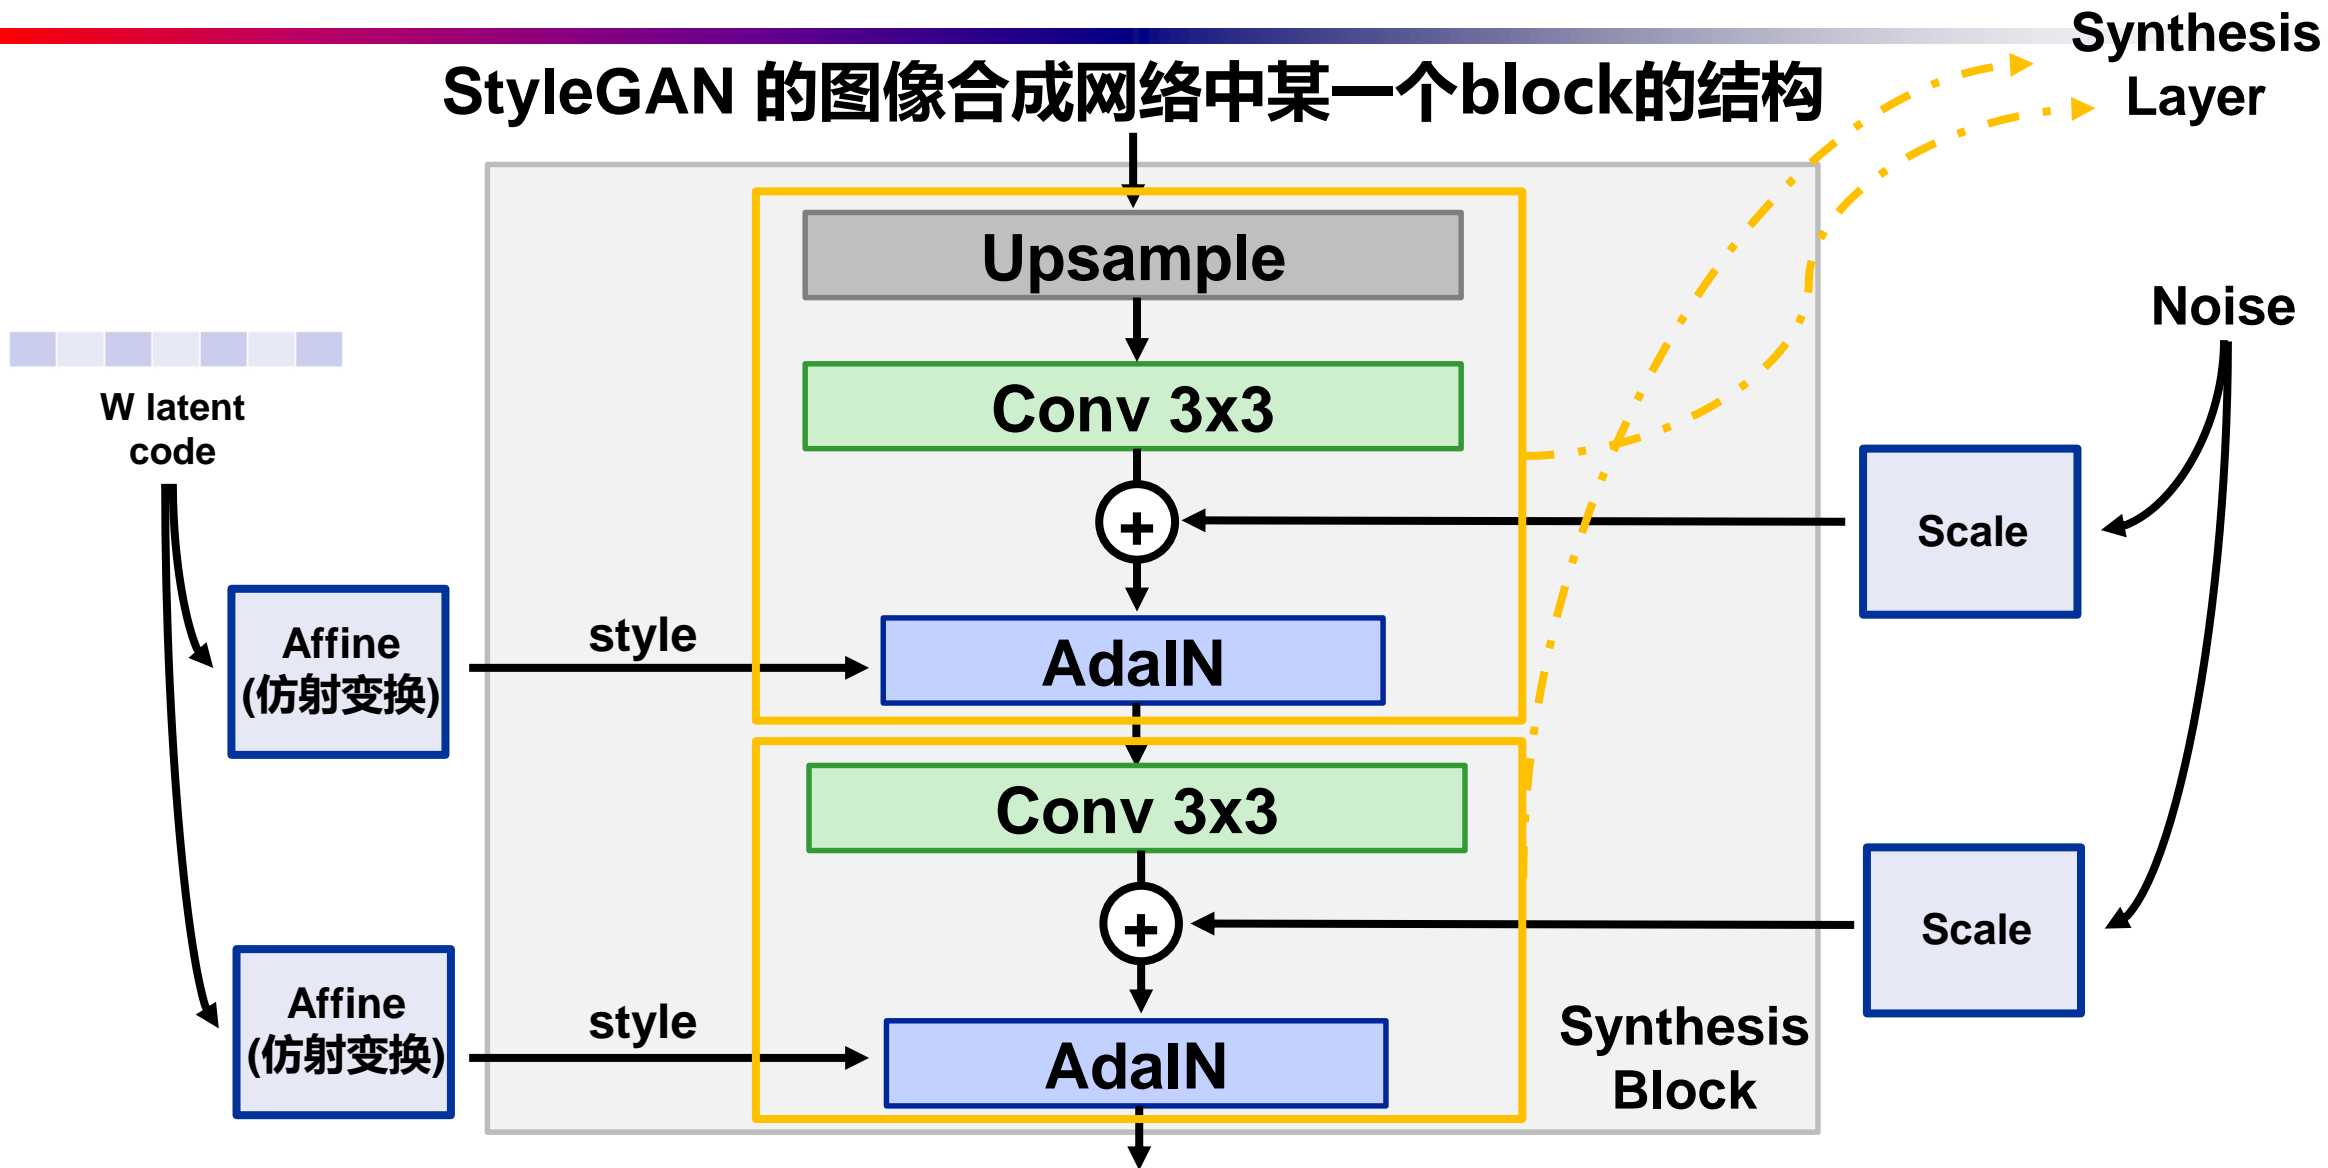 Synthesis
Layer
StyleGAN 的图像合成网络中某一个block的结构
Upsample
Noise
W latent
code
Conv 3x3
+
Scale
Affine
(仿射变换)
style
AdaIN
Conv 3x3
+
Scale
Affine
(仿射变换)
style
AdaIN
Synthesis
Block